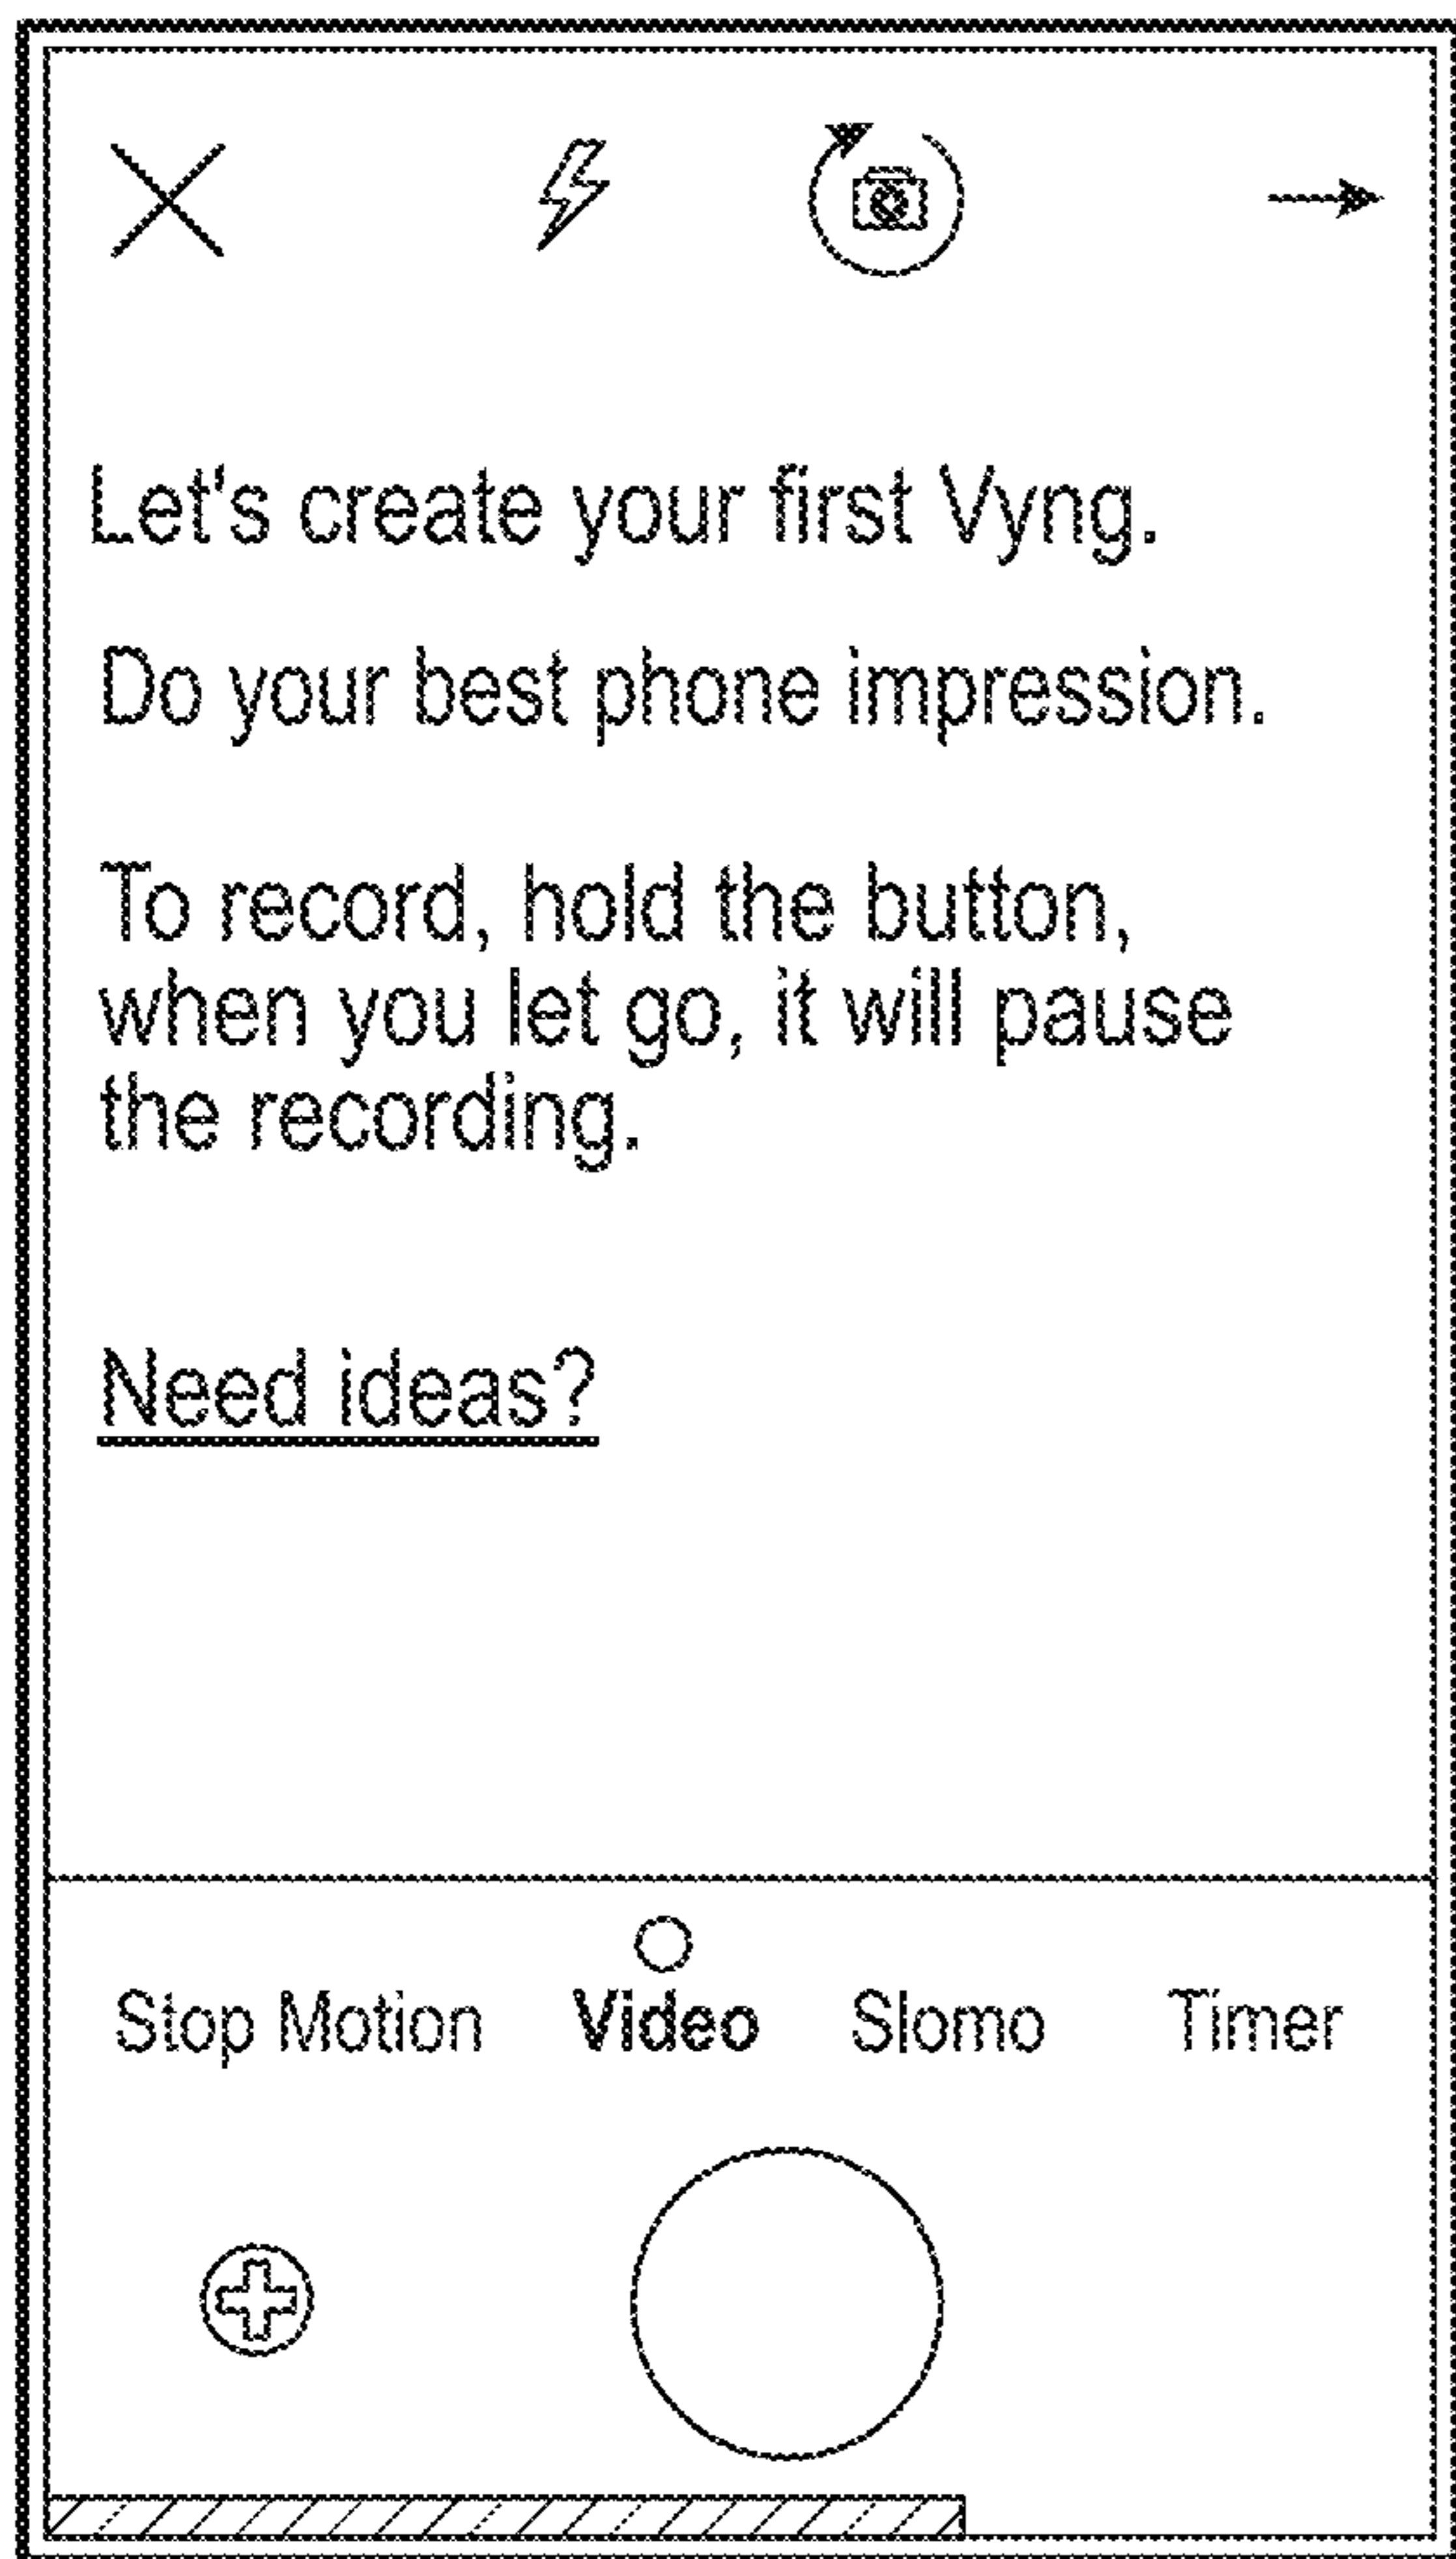 Let's create your first Vyng.
Do your best phone impression.
To record, hold the button,
when you let go, it will pause
the recording.
Need ideas?
Stop Motion Video Slomo Timer